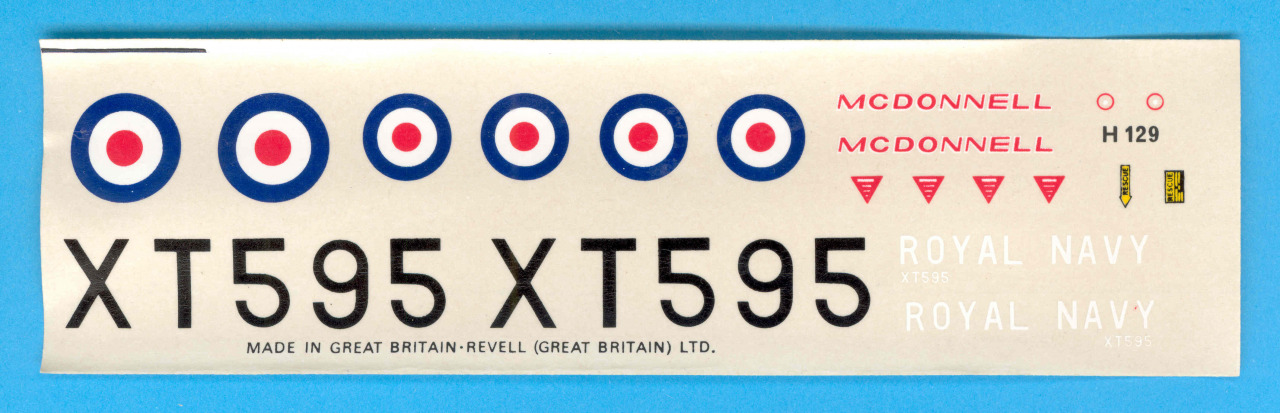 MCDONNELL
MCDONNELL
H 129
RESCUE
RESCUE
XT595 XT595
ROYAL NAVY
XT595
ROYAL NAVY
XT595
MADE IN GREAT BRITAIN·REVELL (GREAT BRITAIN) LTD.